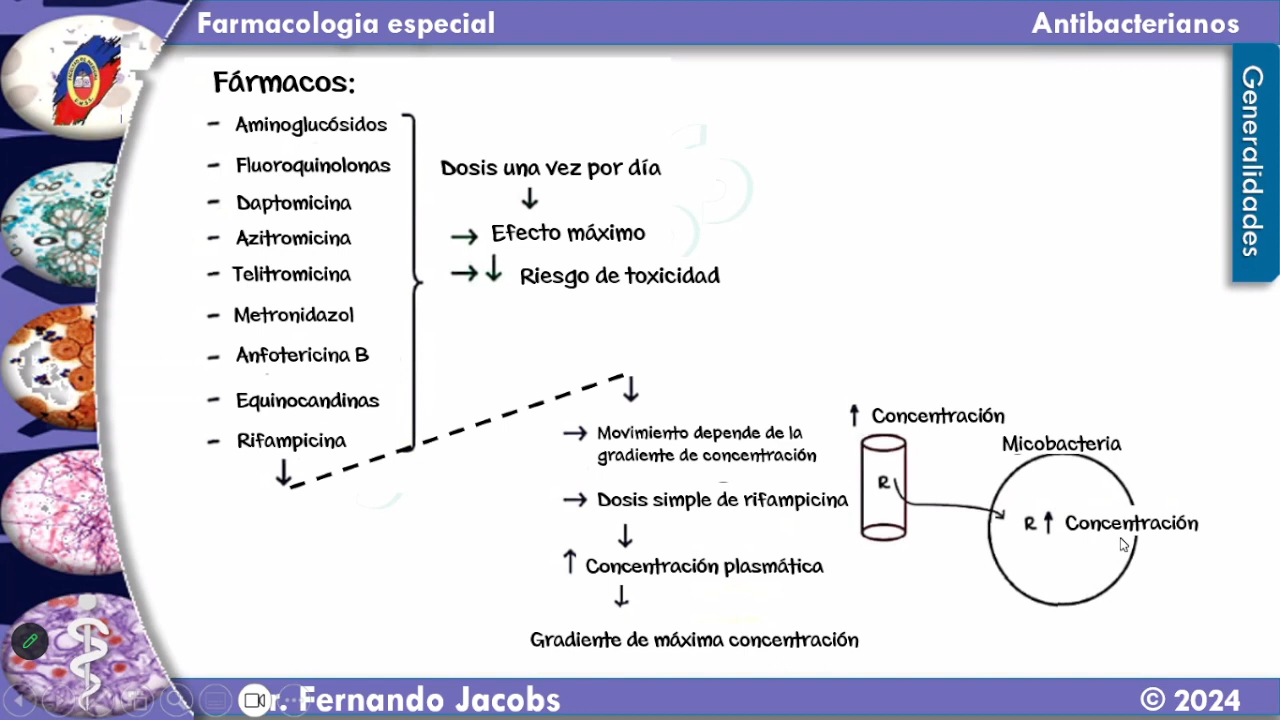 Farmacologia especial
Antibacterianos
Generalidades
Fármacos:
- Aminoglucósidos
- Fluoroquinolonas
- Daptomicina
- Azitromicina
- Telitromicina
- Metronidazol
- Anfotericina B
- Equinocandinas
- Rifampicina
↓
Dosis una vez por día
↓
→ Efecto máximo
→ ↓ Riesgo de toxicidad
↓
→ Movimiento depende de la
gradiente de concentración
→ Dosis simple de rifampicina
↓
↑ Concentración plasmática
↓
Gradiente de máxima concentración
↑ Concentración
R
Micobacteria
R ↑ Concentración
r. Fernando Jacobs
© 2024